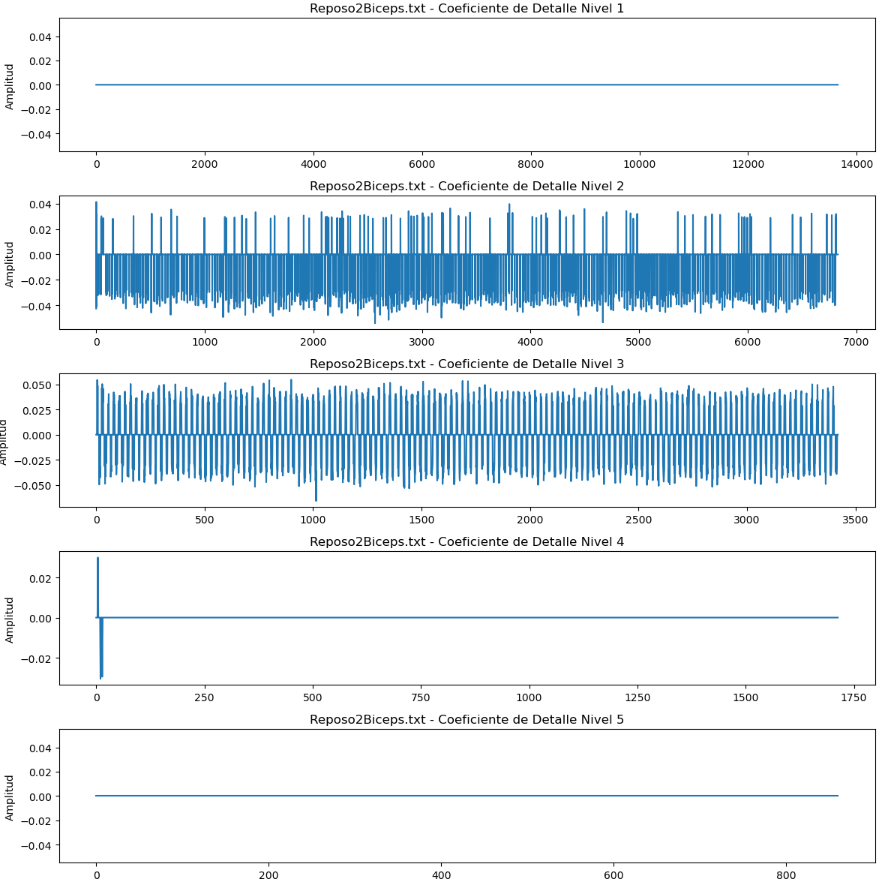 Reposo2Biceps.txt - Coeficiente de Detalle Nivel 1
Amplitud
0.04
0.02
0.00
−0.02
−0.04
0 2000 4000 6000 8000 10000 12000 14000
Reposo2Biceps.txt - Coeficiente de Detalle Nivel 2
Amplitud
0.04
0.02
0.00
−0.02
−0.04
0 1000 2000 3000 4000 5000 6000 7000
Reposo2Biceps.txt - Coeficiente de Detalle Nivel 3
Amplitud
0.050
0.025
0.000
−0.025
−0.050
0 500 1000 1500 2000 2500 3000 3500
Reposo2Biceps.txt - Coeficiente de Detalle Nivel 4
Amplitud
0.02
0.00
−0.02
0 250 500 750 1000 1250 1500 1750
Reposo2Biceps.txt - Coeficiente de Detalle Nivel 5
Amplitud
0.04
0.02
0.00
−0.02
−0.04
0 200 400 600 800